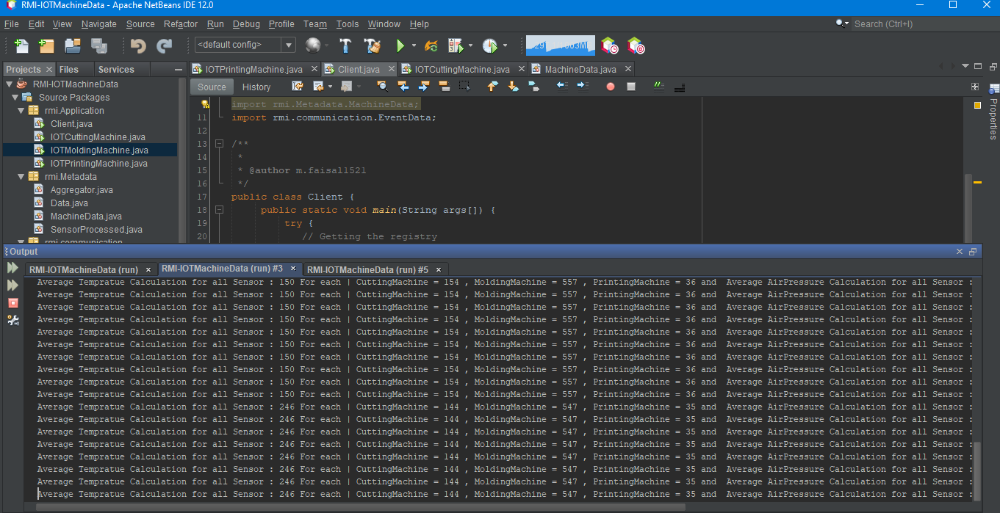 RMI-IOTMachineData - Apache NetBeans IDE 12.0
File Edit View Navigate Source Refactor Run Debug Profile Team Tools Window Help
Search (Ctrl+I)
<default config>
Projects Files Services
IOTPrintingMachine.java Client.java IOTCuttingMachine.java MachineData.java
RMI-IOTMachineData
Source Packages
rmi.Application
Client.java
IOTCuttingMachine.java
IOTMoldingMachine.java
IOTPrintingMachine.java
rmi.Metadata
Aggregator.java
Data.java
MachineData.java
SensorProcessed.java
rmi.communication
Source History
import rmi.Metadata.MachineData;
11 import rmi.communication.EventData;
12
13 /**
14 *
15 * @author m.faisal1521
16 */
17 public class Client {
18 public static void main(String args[]) {
19 try {
20 // Getting the registry
Properties
Output
RMI-IOTMachineData (run) RMI-IOTMachineData (run) #3 RMI-IOTMachineData (run) #5
Average Tempratue Calculation for all Sensor : 150 For each | CuttingMachine = 154 , MoldingMachine = 557 , PrintingMachine = 36 and Average AirPressure Calculation for all Sensor :
Average Tempratue Calculation for all Sensor : 150 For each | CuttingMachine = 154 , MoldingMachine = 557 , PrintingMachine = 36 and Average AirPressure Calculation for all Sensor :
Average Tempratue Calculation for all Sensor : 150 For each | CuttingMachine = 154 , MoldingMachine = 557 , PrintingMachine = 36 and Average AirPressure Calculation for all Sensor :
Average Tempratue Calculation for all Sensor : 150 For each | CuttingMachine = 154 , MoldingMachine = 557 , PrintingMachine = 36 and Average AirPressure Calculation for all Sensor :
Average Tempratue Calculation for all Sensor : 150 For each | CuttingMachine = 154 , MoldingMachine = 557 , PrintingMachine = 36 and Average AirPressure Calculation for all Sensor :
Average Tempratue Calculation for all Sensor : 150 For each | CuttingMachine = 154 , MoldingMachine = 557 , PrintingMachine = 36 and Average AirPressure Calculation for all Sensor :
Average Tempratue Calculation for all Sensor : 150 For each | CuttingMachine = 154 , MoldingMachine = 557 , PrintingMachine = 36 and Average AirPressure Calculation for all Sensor :
Average Tempratue Calculation for all Sensor : 150 For each | CuttingMachine = 154 , MoldingMachine = 557 , PrintingMachine = 36 and Average AirPressure Calculation for all Sensor :
Average Tempratue Calculation for all Sensor : 150 For each | CuttingMachine = 154 , MoldingMachine = 557 , PrintingMachine = 36 and Average AirPressure Calculation for all Sensor :
Average Tempratue Calculation for all Sensor : 150 For each | CuttingMachine = 154 , MoldingMachine = 557 , PrintingMachine = 36 and Average AirPressure Calculation for all Sensor :
Average Tempratue Calculation for all Sensor : 246 For each | CuttingMachine = 144 , MoldingMachine = 547 , PrintingMachine = 35 and Average AirPressure Calculation for all Sensor :
Average Tempratue Calculation for all Sensor : 246 For each | CuttingMachine = 144 , MoldingMachine = 547 , PrintingMachine = 35 and Average AirPressure Calculation for all Sensor :
Average Tempratue Calculation for all Sensor : 246 For each | CuttingMachine = 144 , MoldingMachine = 547 , PrintingMachine = 35 and Average AirPressure Calculation for all Sensor :
Average Tempratue Calculation for all Sensor : 246 For each | CuttingMachine = 144 , MoldingMachine = 547 , PrintingMachine = 35 and Average AirPressure Calculation for all Sensor :
Average Tempratue Calculation for all Sensor : 246 For each | CuttingMachine = 144 , MoldingMachine = 547 , PrintingMachine = 35 and Average AirPressure Calculation for all Sensor :
Average Tempratue Calculation for all Sensor : 246 For each | CuttingMachine = 144 , MoldingMachine = 547 , PrintingMachine = 35 and Average AirPressure Calculation for all Sensor :
Average Tempratue Calculation for all Sensor : 246 For each | CuttingMachine = 144 , MoldingMachine = 547 , PrintingMachine = 35 and Average AirPressure Calculation for all Sensor :
Average Tempratue Calculation for all Sensor : 246 For each | CuttingMachine = 144 , MoldingMachine = 547 , PrintingMachine = 35 and Average AirPressure Calculation for all Sensor :